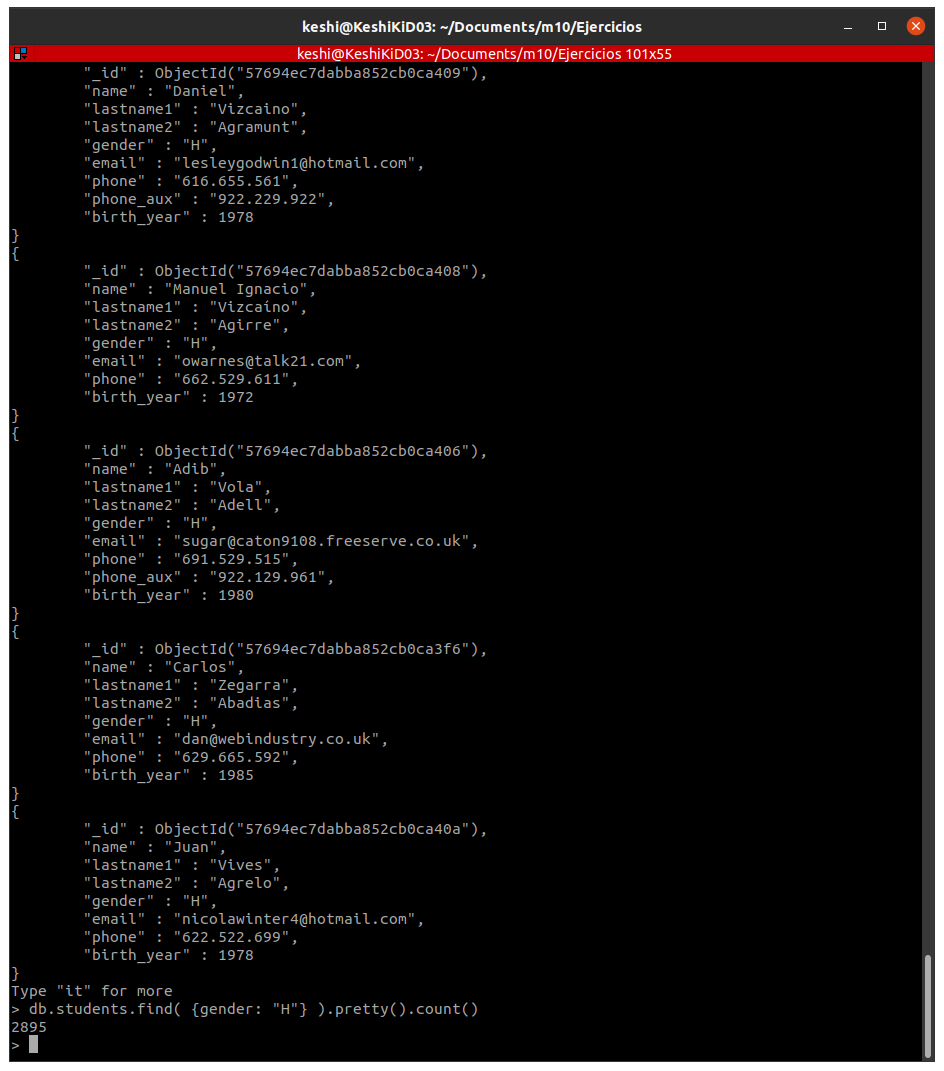 keshi@KeshiKiD03: ~/Documents/m10/Ejercicios
keshi@KeshiKiD03: ~/Documents/m10/Ejercicios 101x55
        "_id" : ObjectId("57694ec7dabba852cb0ca409"),
        "name" : "Daniel",
        "lastname1" : "Vizcaino",
        "lastname2" : "Agramunt",
        "gender" : "H",
        "email" : "lesleygodwin1@hotmail.com",
        "phone" : "616.655.561",
        "phone_aux" : "922.229.922",
        "birth_year" : 1978
}
{
        "_id" : ObjectId("57694ec7dabba852cb0ca408"),
        "name" : "Manuel Ignacio",
        "lastname1" : "Vizcaíno",
        "lastname2" : "Agirre",
        "gender" : "H",
        "email" : "owarnes@talk21.com",
        "phone" : "662.529.611",
        "birth_year" : 1972
}
{
        "_id" : ObjectId("57694ec7dabba852cb0ca406"),
        "name" : "Adib",
        "lastname1" : "Vola",
        "lastname2" : "Adell",
        "gender" : "H",
        "email" : "sugar@caton9108.freeserve.co.uk",
        "phone" : "691.529.515",
        "phone_aux" : "922.129.961",
        "birth_year" : 1980
}
{
        "_id" : ObjectId("57694ec7dabba852cb0ca3f6"),
        "name" : "Carlos",
        "lastname1" : "Zegarra",
        "lastname2" : "Abadias",
        "gender" : "H",
        "email" : "dan@webindustry.co.uk",
        "phone" : "629.665.592",
        "birth_year" : 1985
}
{
        "_id" : ObjectId("57694ec7dabba852cb0ca40a"),
        "name" : "Juan",
        "lastname1" : "Vives",
        "lastname2" : "Agrelo",
        "gender" : "H",
        "email" : "nicolawinter4@hotmail.com",
        "phone" : "622.522.699",
        "birth_year" : 1978
}
Type "it" for more
> db.students.find( {gender: "H"} ).pretty().count()
2895
>